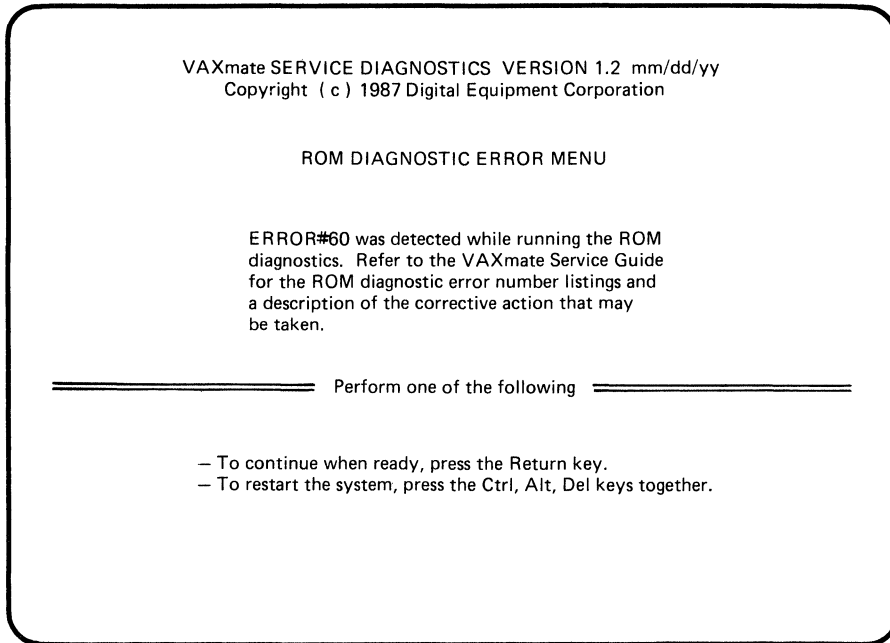 VAXmate SERVICE DIAGNOSTICS VERSION 1.2 mm/dd/yy
Copyright ( c ) 1987 Digital Equipment Corporation
ROM DIAGNOSTIC ERROR MENU
ERROR#60 was detected while running the ROM
diagnostics. Refer to the VAXmate Service Guide
for the ROM diagnostic error number listings and
a description of the corrective action that may
be taken.
Perform one of the following
— To continue when ready, press the Return key.
— To restart the system, press the Ctrl, Alt, Del keys together.